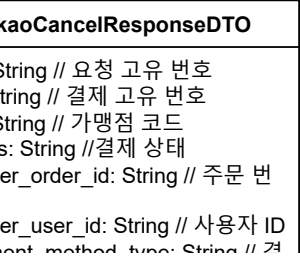 kaoCancelResponseDTO
String // 요청 고유 번호
tring // 결제 고유 번호
String // 가맹점 코드
s: String //결제 상태
er_order_id: String // 주문 번
er_user_id: String // 사용자 ID
ment_method_type: String // 결